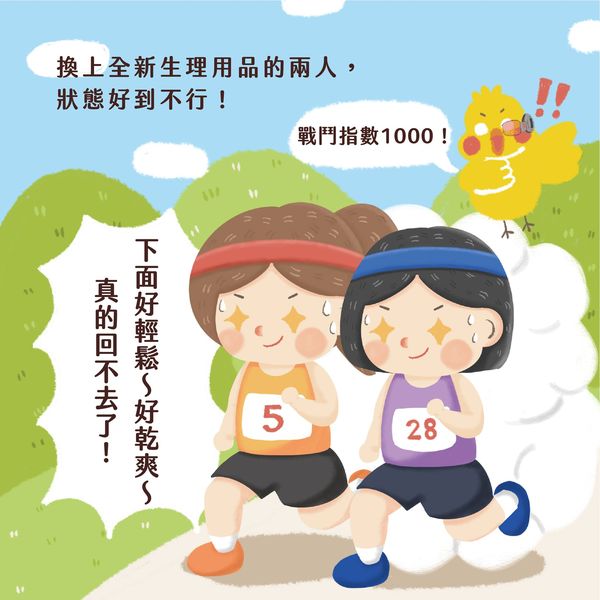 換上全新生理用品的兩人，
狀態好到不行！
戰鬥指數1000！
!!
下面好輕鬆～好乾爽～
真的回不去了！
5
28